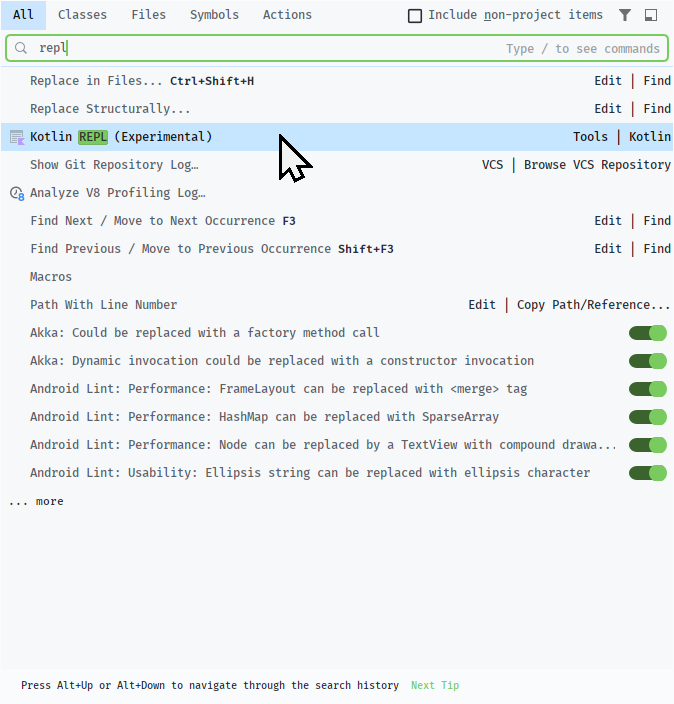 All Classes Files Symbols Actions Include non-project items
repl Type / to see commands
Replace in Files... Ctrl+Shift+H Edit | Find
Replace Structurally... Edit | Find
Kotlin REPL (Experimental) Tools | Kotlin
Show Git Repository Log… VCS | Browse VCS Repository
8 Analyze V8 Profiling Log…
Find Next / Move to Next Occurrence F3 Edit | Find
Find Previous / Move to Previous Occurrence Shift+F3 Edit | Find
Macros
Path With Line Number Edit | Copy Path/Reference...
Akka: Could be replaced with a factory method call
Akka: Dynamic invocation could be replaced with a constructor invocation
Android Lint: Performance: FrameLayout can be replaced with <merge> tag
Android Lint: Performance: HashMap can be replaced with SparseArray
Android Lint: Performance: Node can be replaced by a TextView with compound drawa...
Android Lint: Usability: Ellipsis string can be replaced with ellipsis character
... more
Press Alt+Up or Alt+Down to navigate through the search history Next Tip